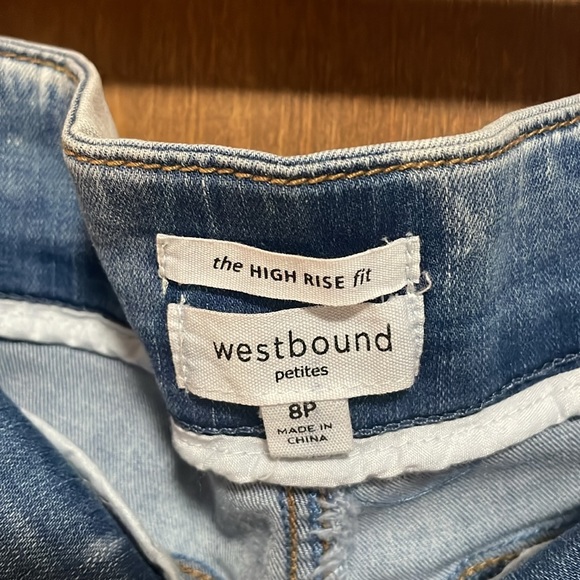 the HIGH RISE fit
westbound
petites
8P
MADE IN
CHINA